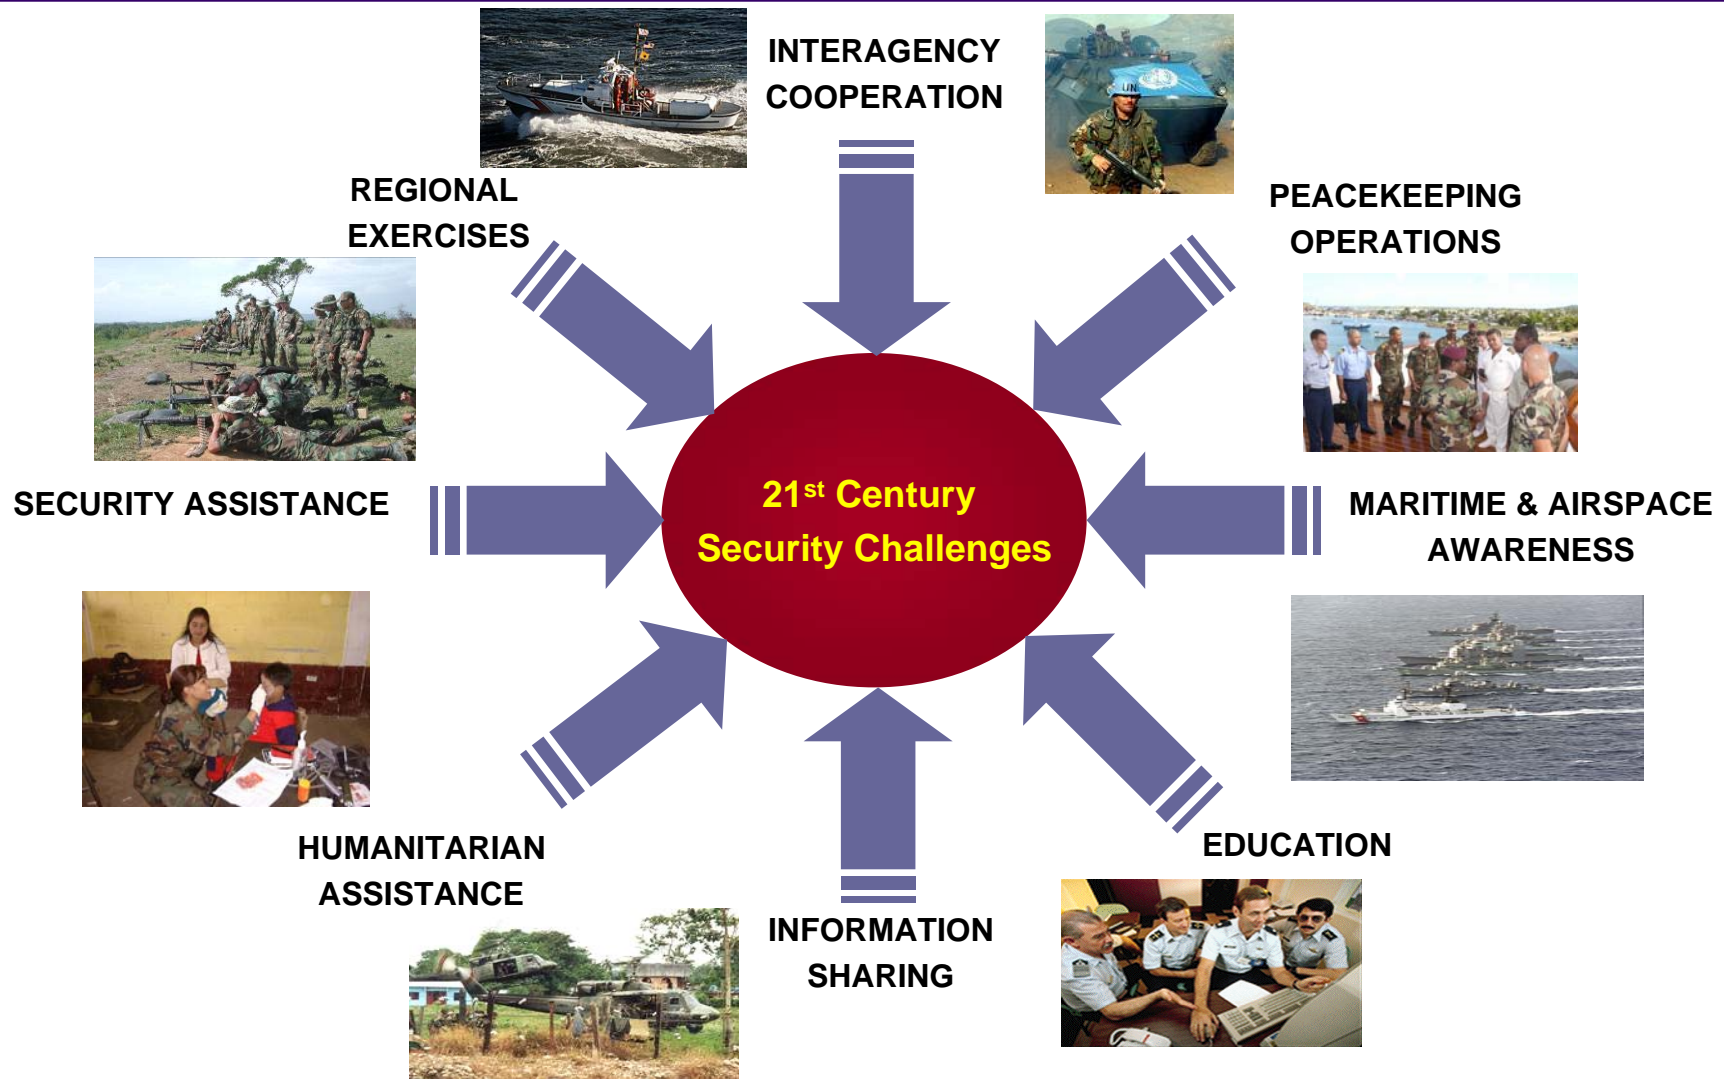 INTERAGENCY
COOPERATION
UN
REGIONAL
EXERCISES
PEACEKEEPING
OPERATIONS
SECURITY ASSISTANCE
21st Century
Security Challenges
MARITIME & AIRSPACE
AWARENESS
HUMANITARIAN
ASSISTANCE
EDUCATION
INFORMATION
SHARING